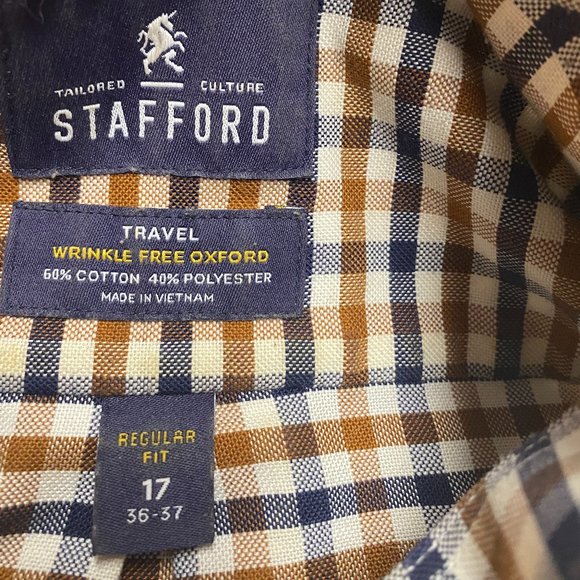 TAILORED CULTURE
STAFFORD
TRAVEL
WRINKLE FREE OXFORD
60% COTTON 40% POLYESTER
MADE IN VIETNAM
REGULAR
FIT
17
36-37